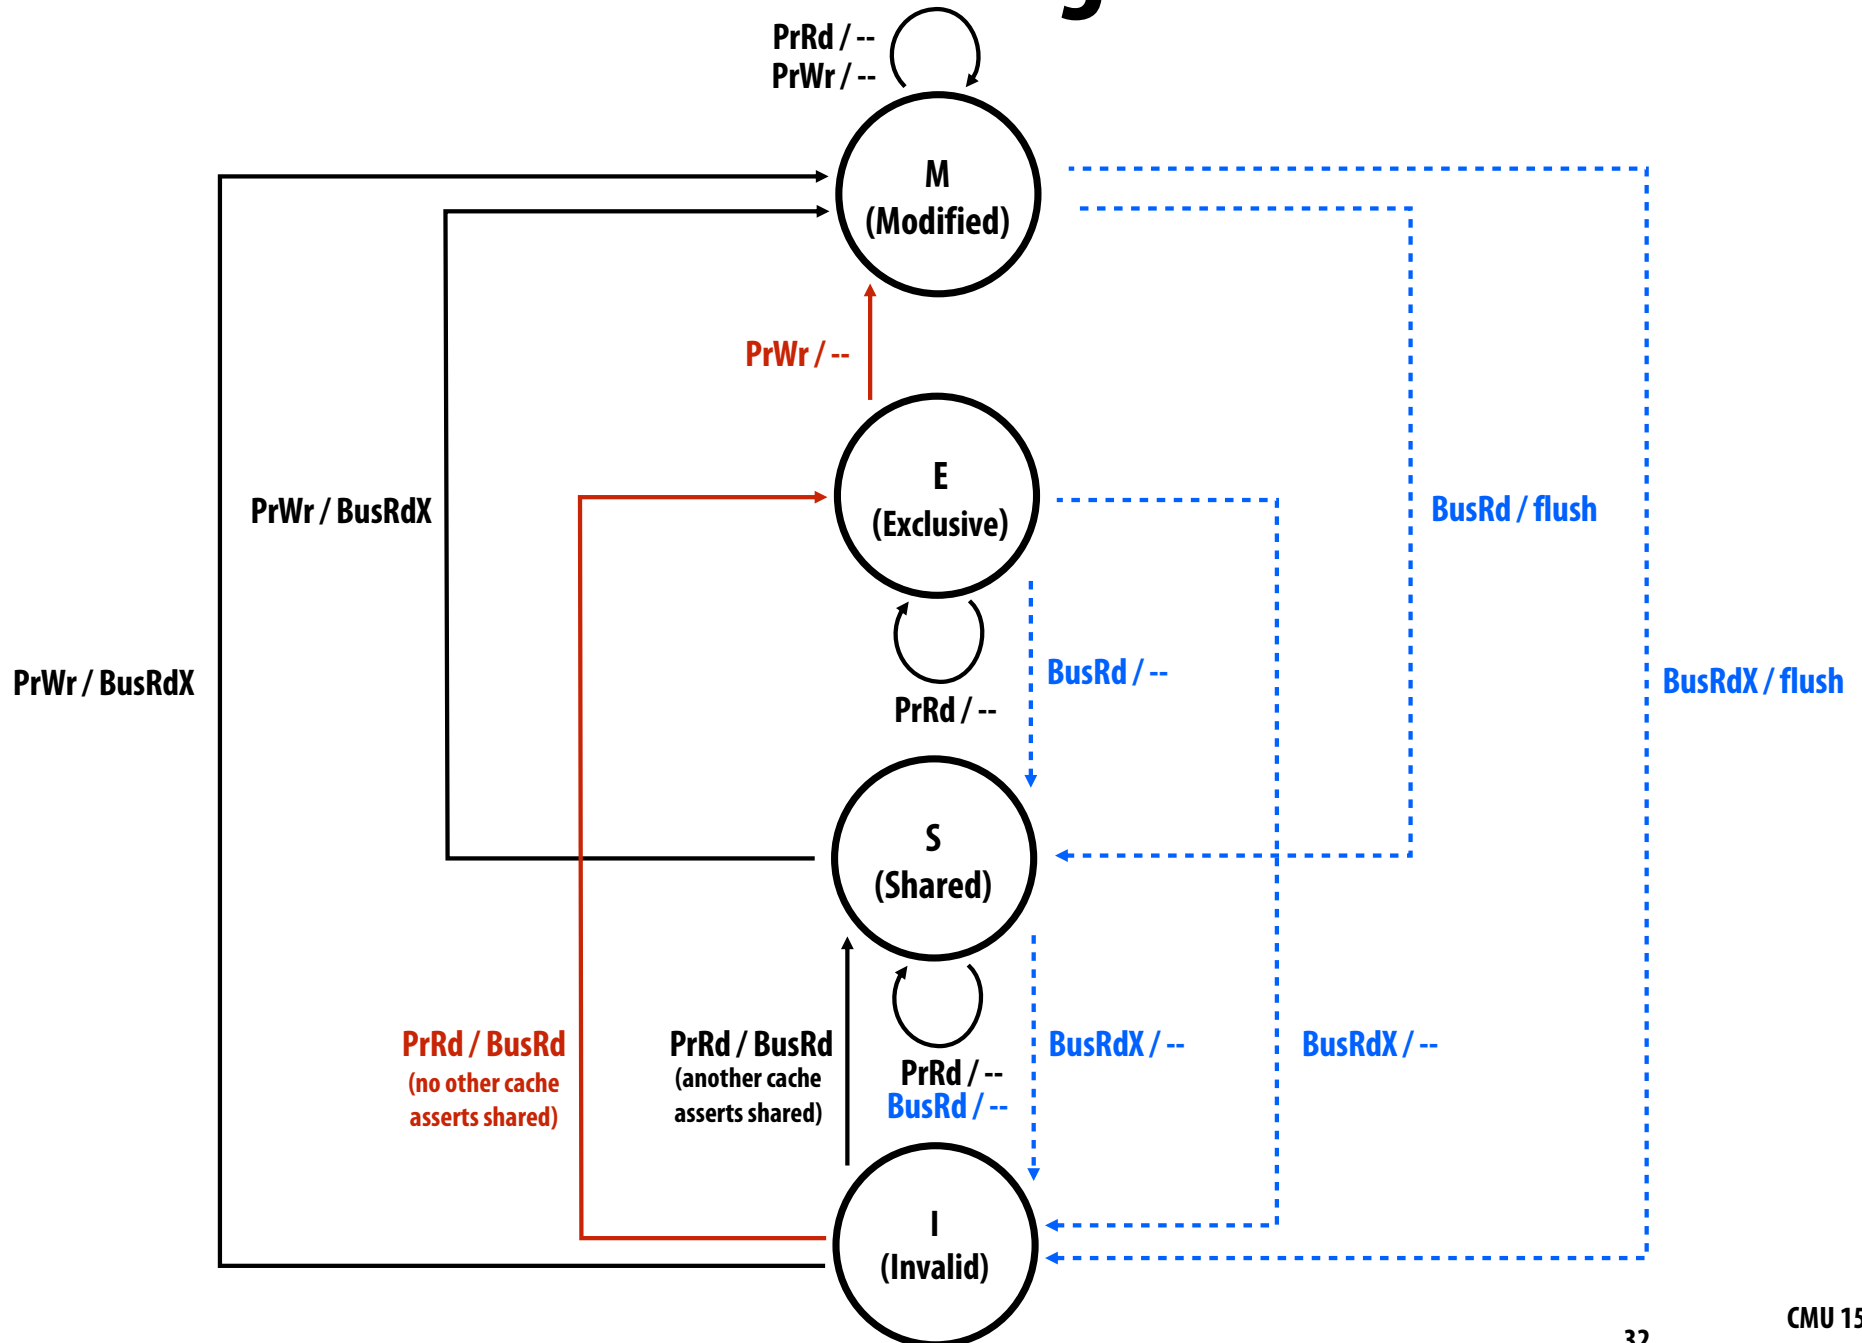 PrRd / --
PrWr / --
M
(Modified)
PrWr / --
E
(Exclusive)
PrWr / BusRdX
BusRd / flush
PrWr / BusRdX
BusRd / --
BusRdX / flush
PrRd / --
S
(Shared)
PrRd / BusRd
(no other cache
asserts shared)
PrRd / BusRd
(another cache
asserts shared)
PrRd / --
BusRd / --
BusRdX / --
BusRdX / --
I
(Invalid)
CMU 15
32